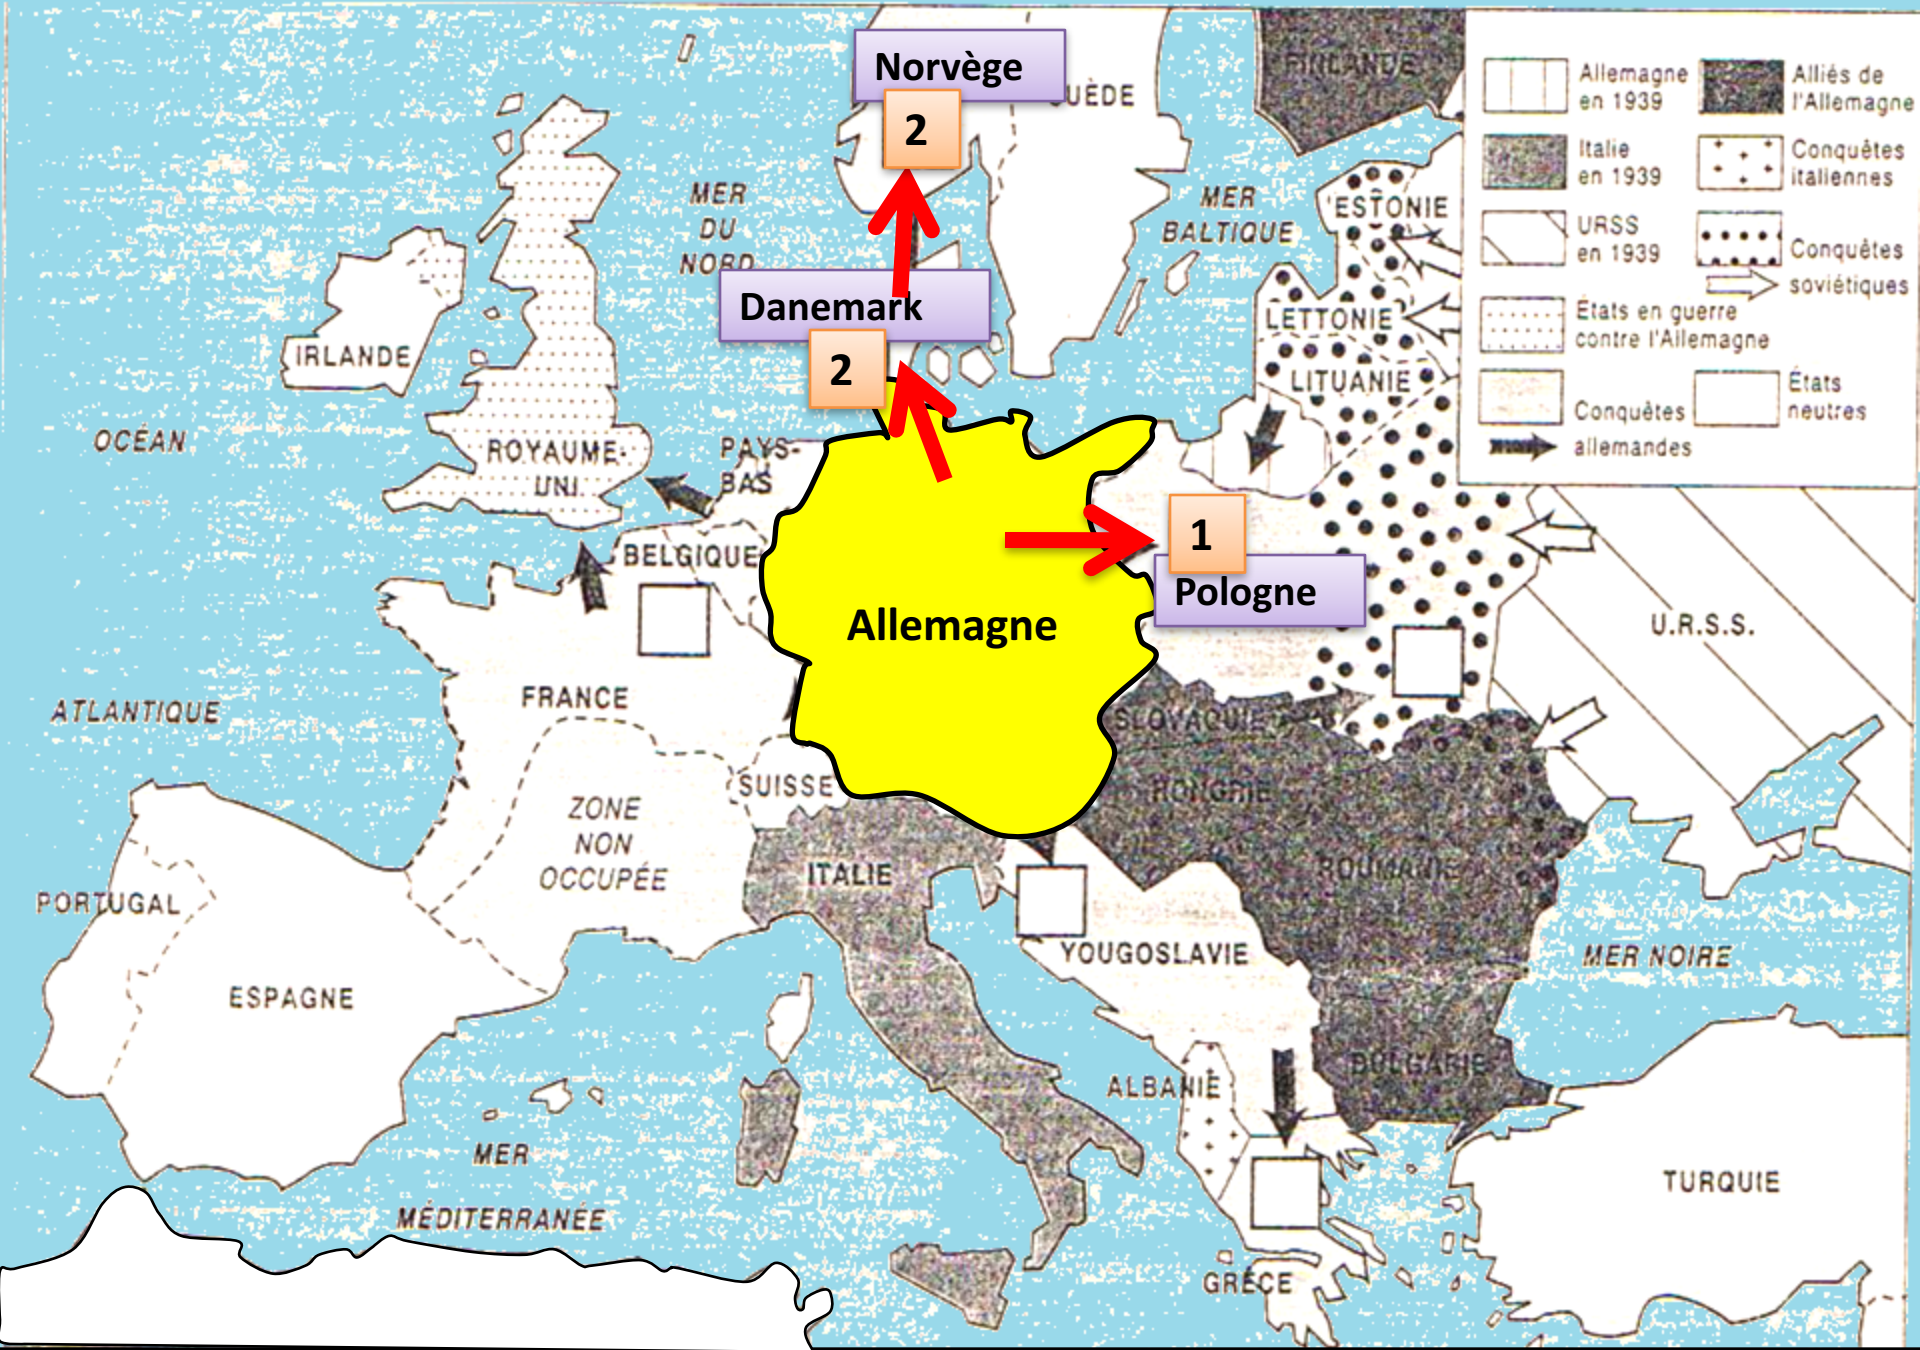 Norvège
2
SUÈDE
FINLANDE
MER
DU
NORD
MER
BALTIQUE
ESTONIE
Danemark
2
LETTONIE
LITUANIE
IRLANDE
ROYAUME-
UNI
PAYS-
BAS
OCÉAN
ATLANTIQUE
BELGIQUE
1
Pologne
Allemagne
U.R.S.S.
FRANCE
SLOVAQUIE
SUISSE
HONGRIE
ZONE
NON
OCCUPÉE
ITALIE
ROUMANIE
PORTUGAL
ESPAGNE
YOUGOSLAVIE
MER NOIRE
BULGARIE
ALBANIE
MER
MÉDITERRANÉE
GRÈCE
TURQUIE
Allemagne
en 1939
Alliés de
l'Allemagne
Italie
en 1939
Conquêtes
italiennes
URSS
en 1939
Conquêtes
soviétiques
États en guerre
contre l'Allemagne
Conquêtes
allemandes
États
neutres